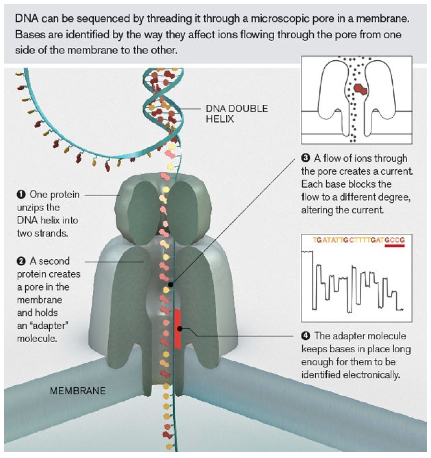 DNA can be sequenced by threading it through a microscopic pore in a membrane.
Bases are identified by the way they affect ions flowing through the pore from one
side of the membrane to the other.
DNA DOUBLE
HELIX
1 One protein
unzips the
DNA helix into
two strands.
2 A second
protein creates
a pore in the
membrane
and holds
an “adapter”
molecule.
3 A flow of ions through
the pore creates a current.
Each base blocks the
flow to a different degree,
altering the current.
TGATATTGCTTTTGATGCCG
4 The adapter molecule
keeps bases in place long
enough for them to be
identified electronically.
MEMBRANE